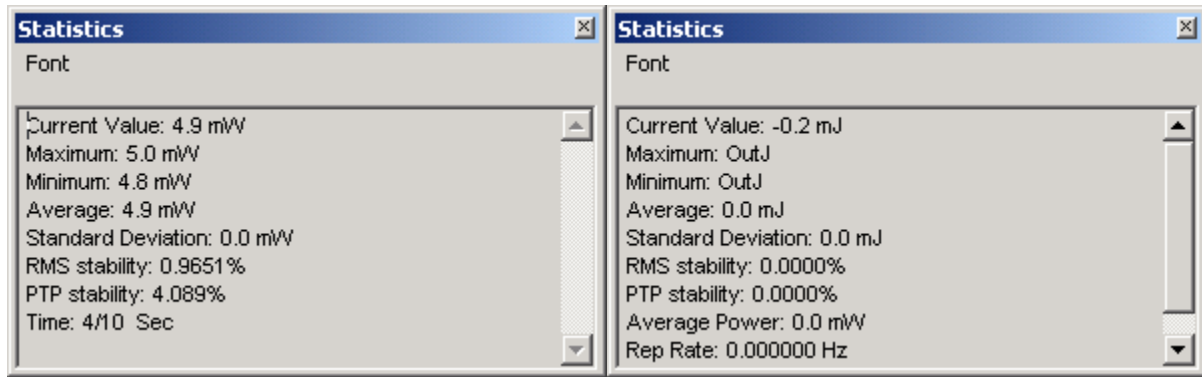 Statistics
Font
Current Value: 4.9 mW
Maximum: 5.0 mW
Minimum: 4.8 mW
Average: 4.9 mW
Standard Deviation: 0.0 mW
RMS stability: 0.9651%
PTP stability: 4.089%
Time: 4/10 Sec
Statistics
Font
Current Value: -0.2 mJ
Maximum: OutJ
Minimum: OutJ
Average: 0.0 mJ
Standard Deviation: 0.0 mJ
RMS stability: 0.0000%
PTP stability: 0.0000%
Average Power: 0.0 mW
Rep Rate: 0.000000 Hz